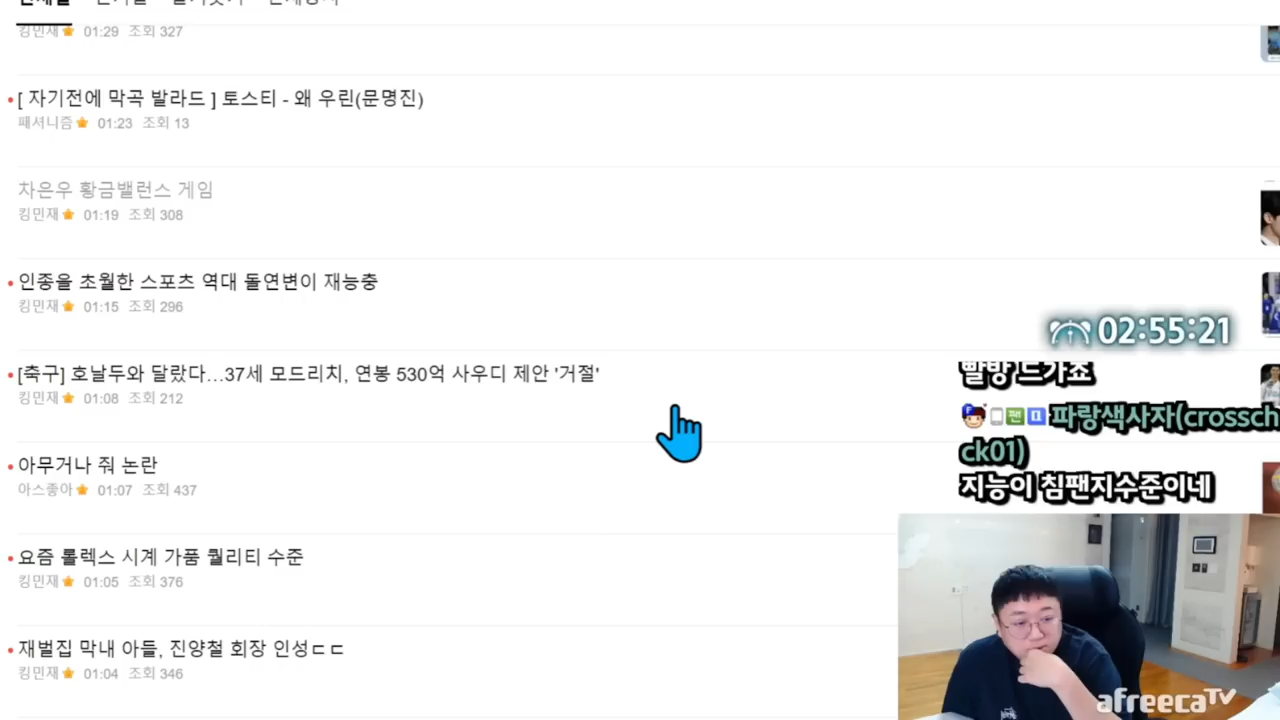 킹민재 01:29 조회 327
[ 자기전에 막곡 발라드 ] 토스티 - 왜 우린(문명진)
패셔니즘 01:23 조회 13
차은우 황금밸런스 게임
킹민재 01:19 조회 308
인종을 초월한 스포츠 역대 돌연변이 재능충
킹민재 01:15 조회 296
[축구] 호날두와 달랐다…37세 모드리치, 연봉 530억 사우디 제안 '거절'
킹민재 01:08 조회 212
아무거나 줘 논란
아스좋아 01:07 조회 437
요즘 롤렉스 시계 가품 퀄리티 수준
킹민재 01:05 조회 376
재벌집 막내 아들, 진양철 회장 인성ㄷㄷ
킹민재 01:04 조회 346
02:55:21
빨방 드가죠
팬 파랑색사자(crossch
ck01)
지능이 침팬지수준이네
afreecaTV